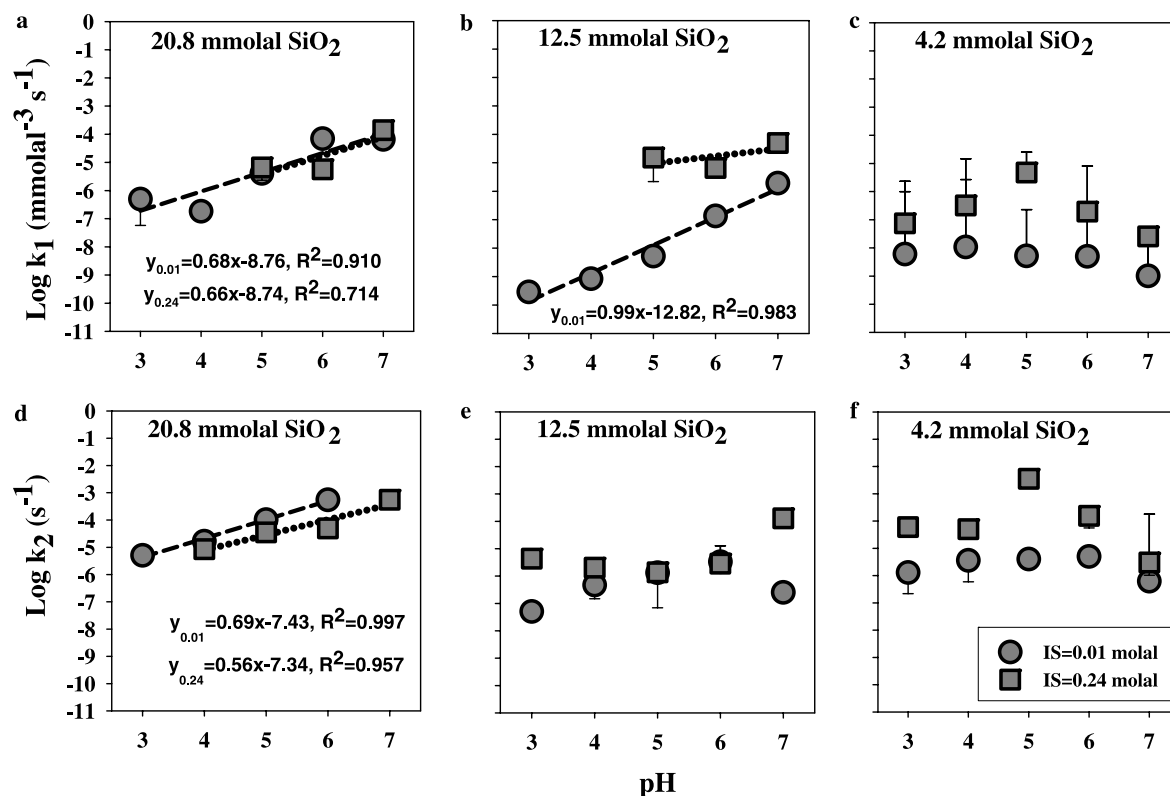 a
20.8 mmolal SiO2
0
-1
-2
-3
-4
-5
-6
-7
-8
-9
-10
-11
Log k1 (mmolal-3 s-1)
y0.01=0.68x-8.76, R2=0.910
y0.24=0.66x-8.74, R2=0.714
3 4 5 6 7
b
12.5 mmolal SiO2
y0.01=0.99x-12.82, R2=0.983
3 4 5 6 7
c
4.2 mmolal SiO2
3 4 5 6 7
d
20.8 mmolal SiO2
0
-1
-2
-3
-4
-5
-6
-7
-8
-9
-10
-11
Log k2 (s-1)
y0.01=0.69x-7.43, R2=0.997
y0.24=0.56x-7.34, R2=0.957
3 4 5 6 7
e
12.5 mmolal SiO2
3 4 5 6 7
f
4.2 mmolal SiO2
IS=0.01 molal
IS=0.24 molal
3 4 5 6 7
pH